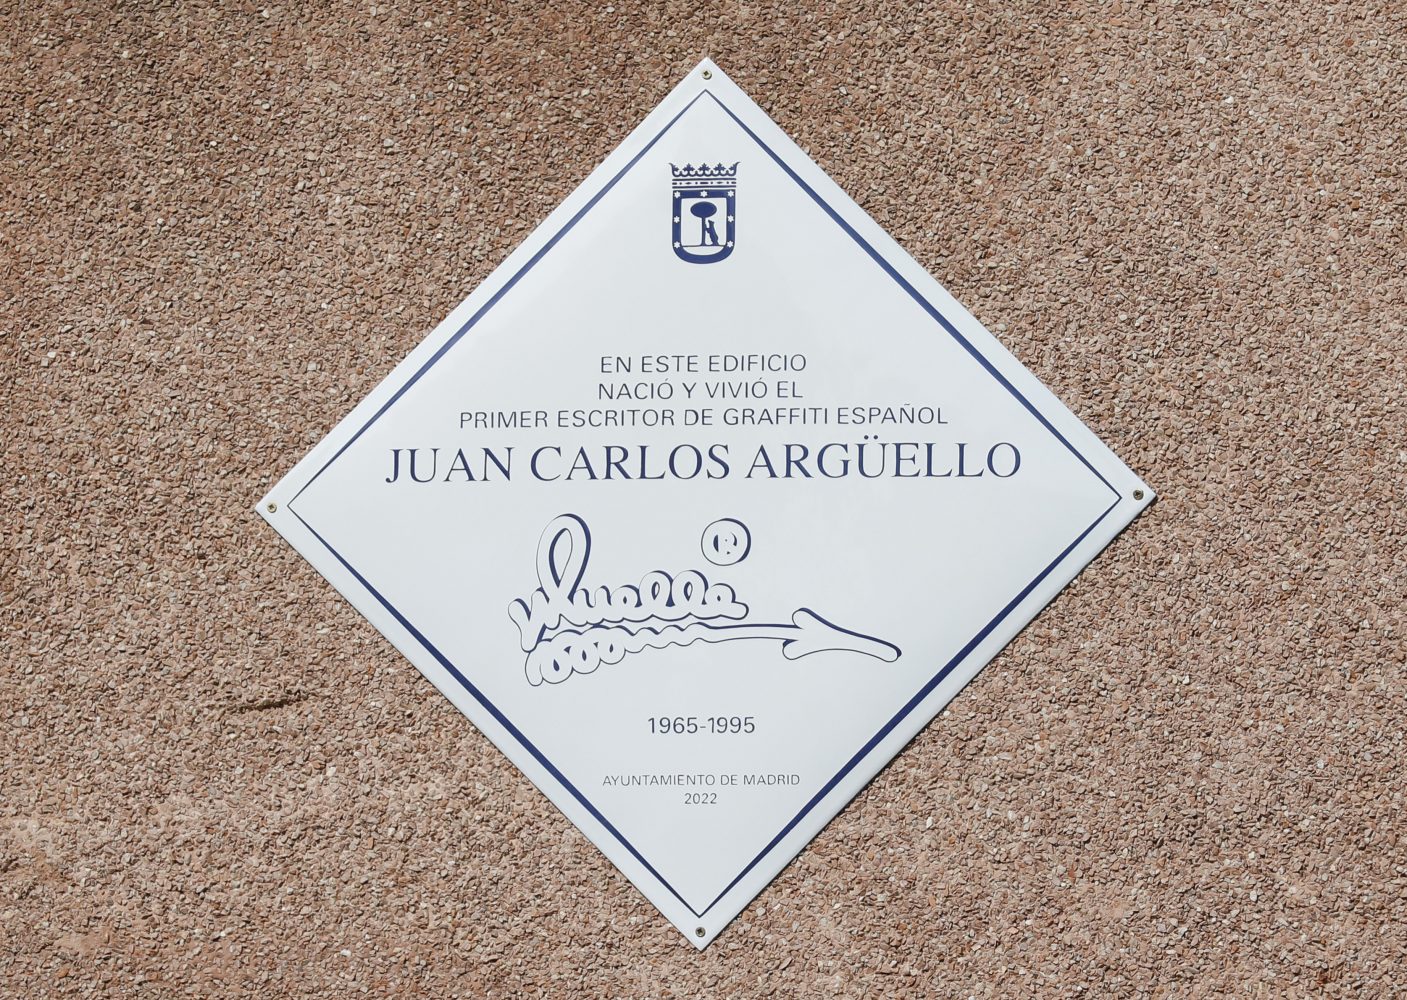 EN ESTE EDIFICIO
NACIÓ Y VIVIÓ EL
PRIMER ESCRITOR DE GRAFFITI ESPAÑOL
JUAN CARLOS ARGÜELLO
Muelle ®
1965-1995
AYUNTAMIENTO DE MADRID
2022